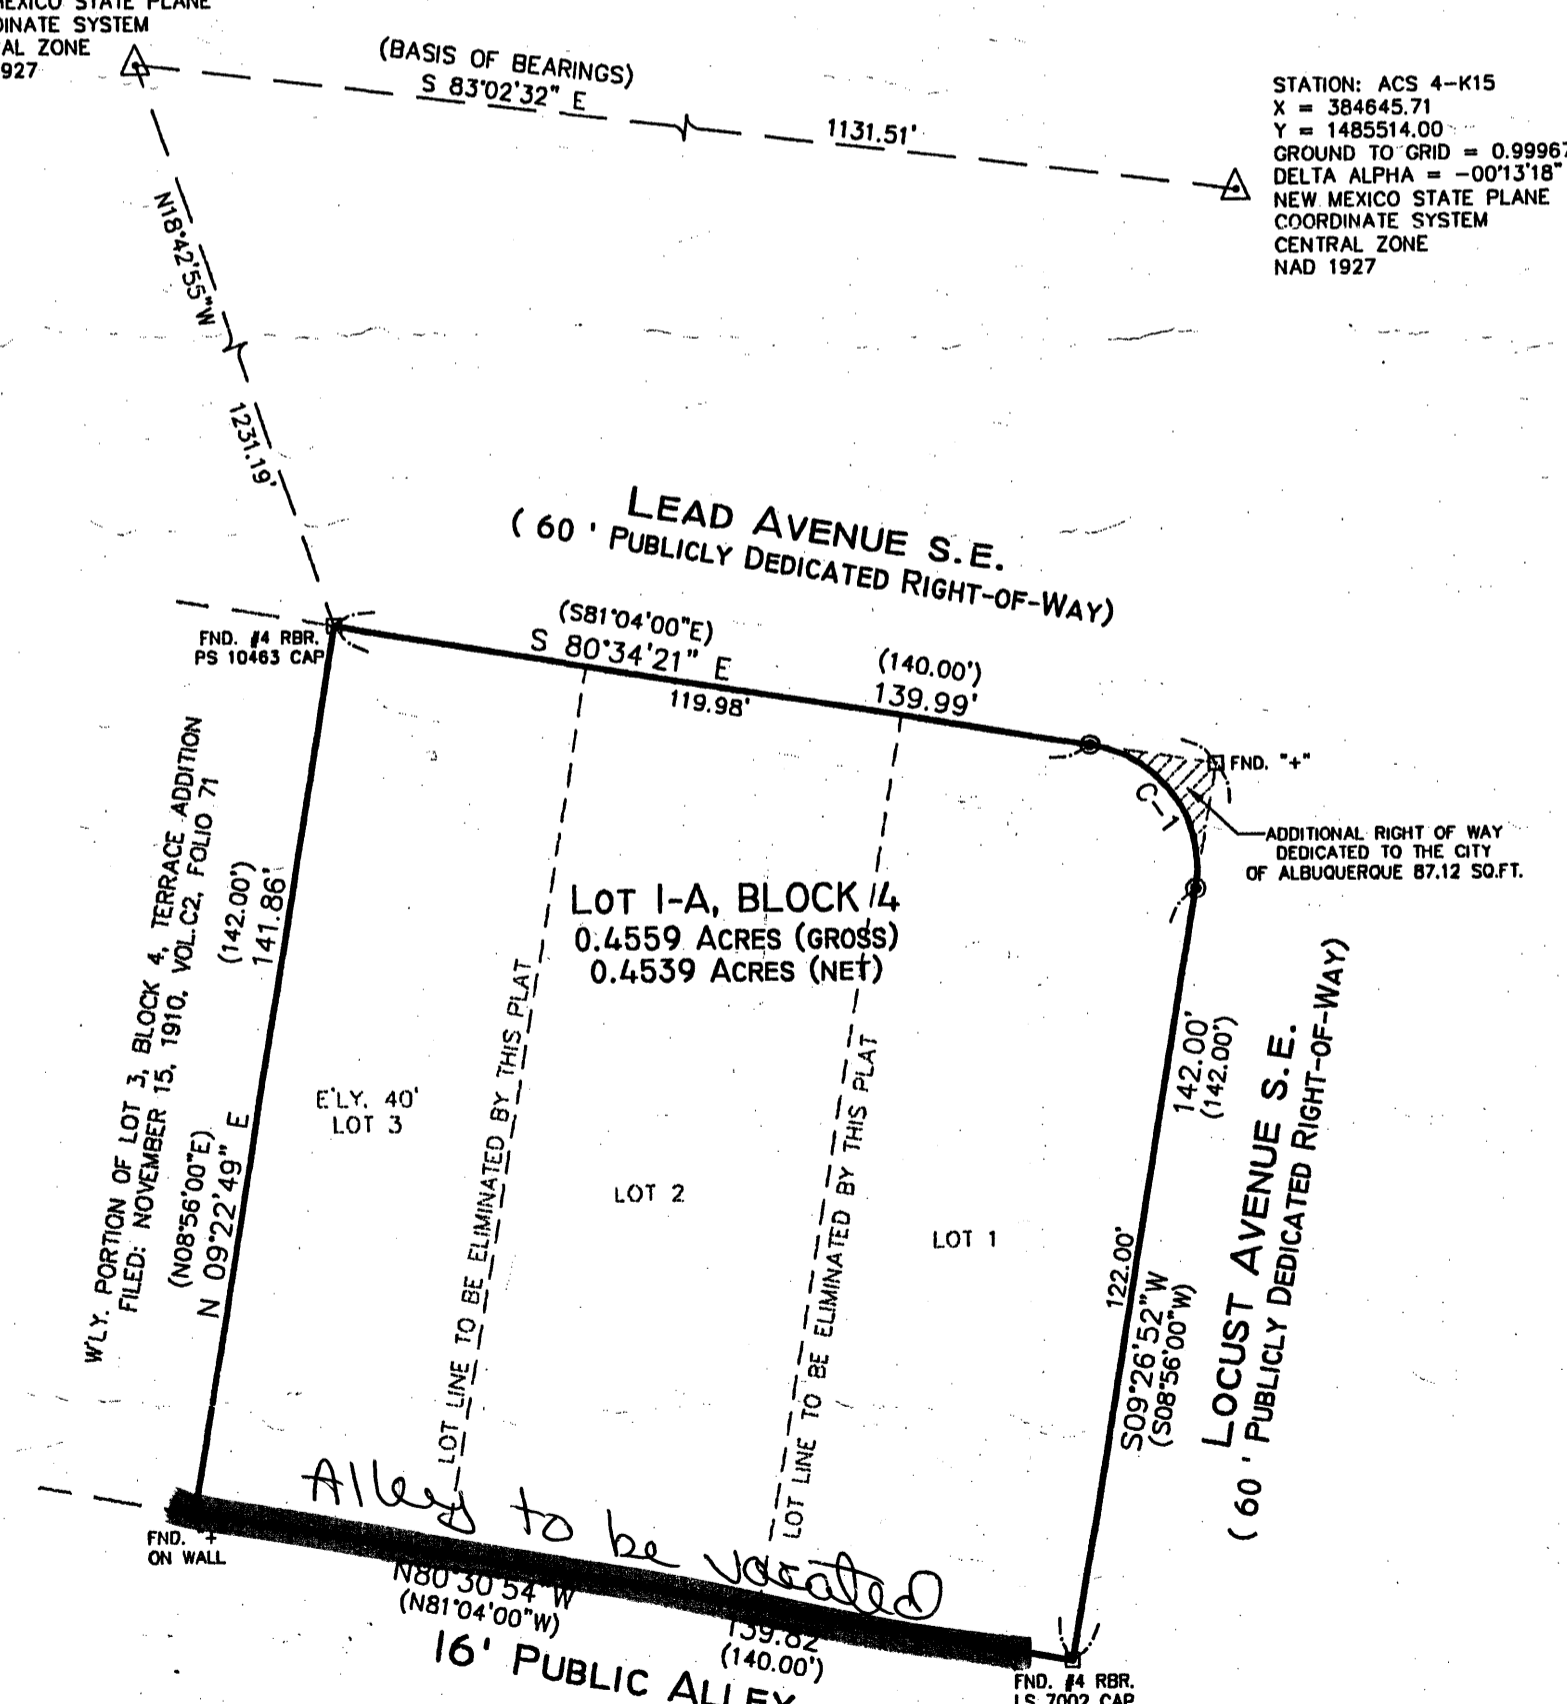 COORDINATE SYSTEM
(BASIS OF BEARINGS)
S 83°02'32" E
1131.51'
STATION: ACS 4-K15
X = 384645.71
Y = 1485514.00
GROUND TO GRID = 0.99967
DELTA ALPHA = -00°13'18"
NEW MEXICO STATE PLANE
COORDINATE SYSTEM
CENTRAL ZONE
NAD 1927
N18°42'55"W
1231.19'
LEAD AVENUE S.E.
( 60 ' PUBLICLY DEDICATED RIGHT-OF-WAY)
FND. #4 RBR.
PS 10463 CAP
(S81°04'00"E)
S 80°34'21" E
119.98'
(140.00')
139.99'
FND. "+"
C-1
ADDITIONAL RIGHT OF WAY
DEDICATED TO THE CITY
OF ALBUQUERQUE 87.12 SQ.FT.
W'LY. PORTION OF LOT 3, BLOCK 4, TERRACE ADDITION
FILED: NOVEMBER 15, 1910, VOL.C2, FOLIO 71
(142.00')
141.86'
(N08°56'00"E)
N 09°22'49" E
LOT 1-A, BLOCK 14
0.4559 ACRES (GROSS)
0.4539 ACRES (NET)
E'LY. 40'
LOT 3
LOT LINE TO BE ELIMINATED BY THIS PLAT
LOT 2
LOT LINE TO BE ELIMINATED BY THIS PLAT
LOT 1
142.00'
(142.00')
122.00'
S09°26'52"W
(S08°56'00"W)
LOCUST AVENUE S.E.
( 60 ' PUBLICLY DEDICATED RIGHT-OF-WAY)
Alley to be vacated
FND. +
ON WALL
N80°30'54"W
(N81°04'00"W)
139.82
(140.00')
16' PUBLIC ALLEY
FND. #4 RBR.
LS 7002 CAP